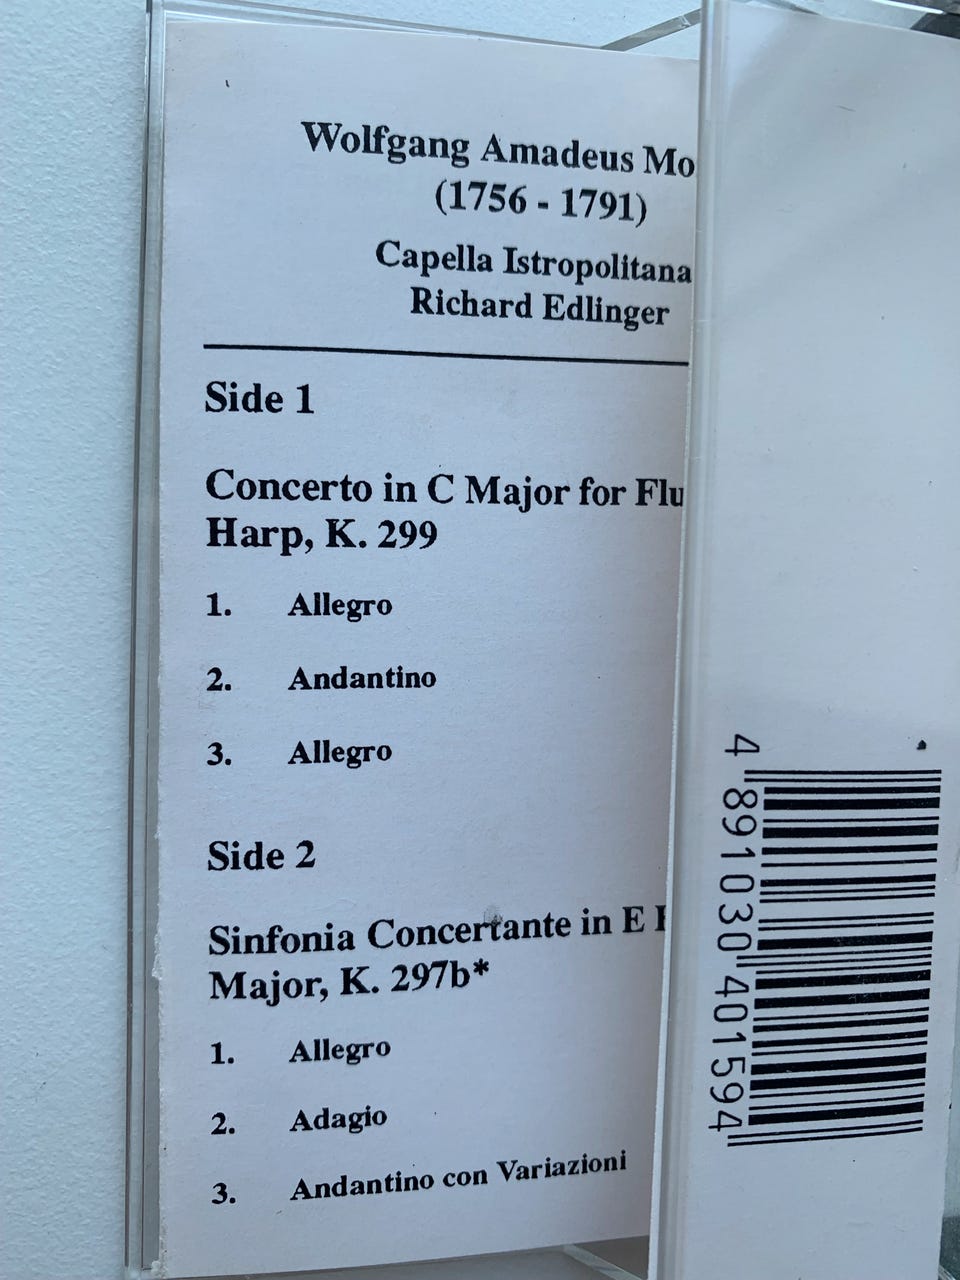 Wolfgang Amadeus Mo
(1756 - 1791)
Capella Istropolitana
Richard Edlinger
Side 1
Concerto in C Major for Flu
Harp, K. 299
1. Allegro
2. Andantino
3. Allegro
Side 2
Sinfonia Concertante in E F
Major, K. 297b*
1. Allegro
2. Adagio
3. Andantino con Variazioni
4 891030 401594